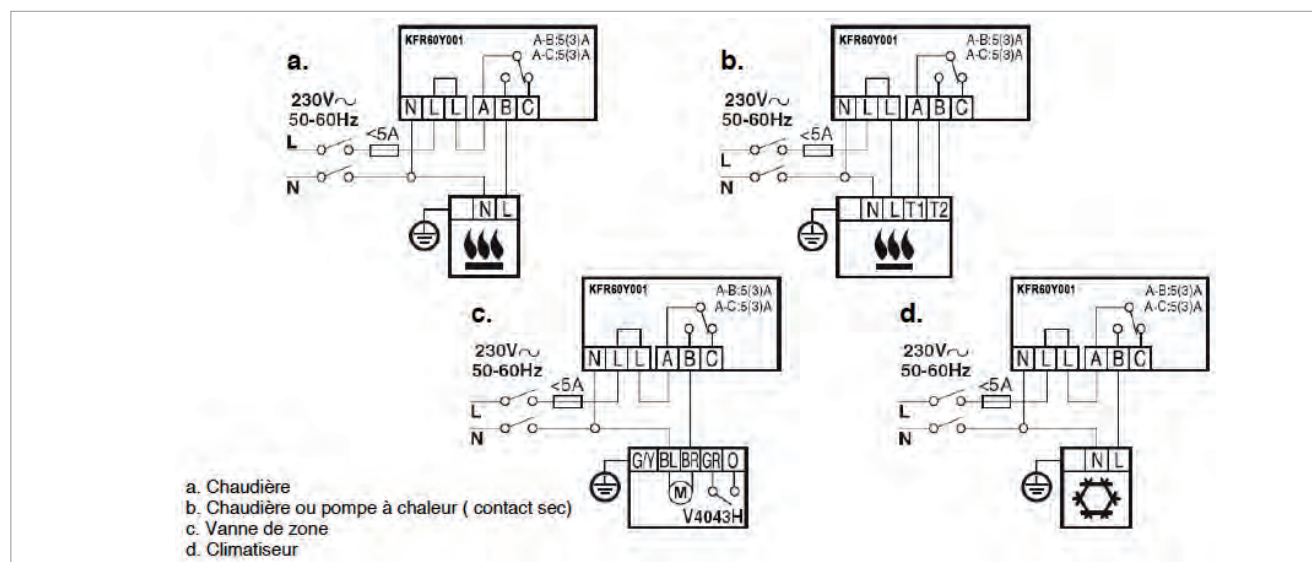 a.
KFR60Y001
A-B:5(3)A
A-C:5(3)A
230V~
50-60Hz
N L L A B C
<5A
L
N
N L
b.
KFR60Y001
A-B:5(3)A
A-C:5(3)A
230V~
50-60Hz
N L L A B C
<5A
L
N
N L T1 T2
c.
KFR60Y001
A-B:5(3)A
A-C:5(3)A
230V~
50-60Hz
N L L A B C
<5A
L
N
G/Y BL BR GR O
M
V4043H
d.
KFR60Y001
A-B:5(3)A
A-C:5(3)A
230V~
50-60Hz
N L L A B C
<5A
L
N
N L
a. Chaudière
b. Chaudière ou pompe à chaleur ( contact sec)
c. Vanne de zone
d. Climatiseur